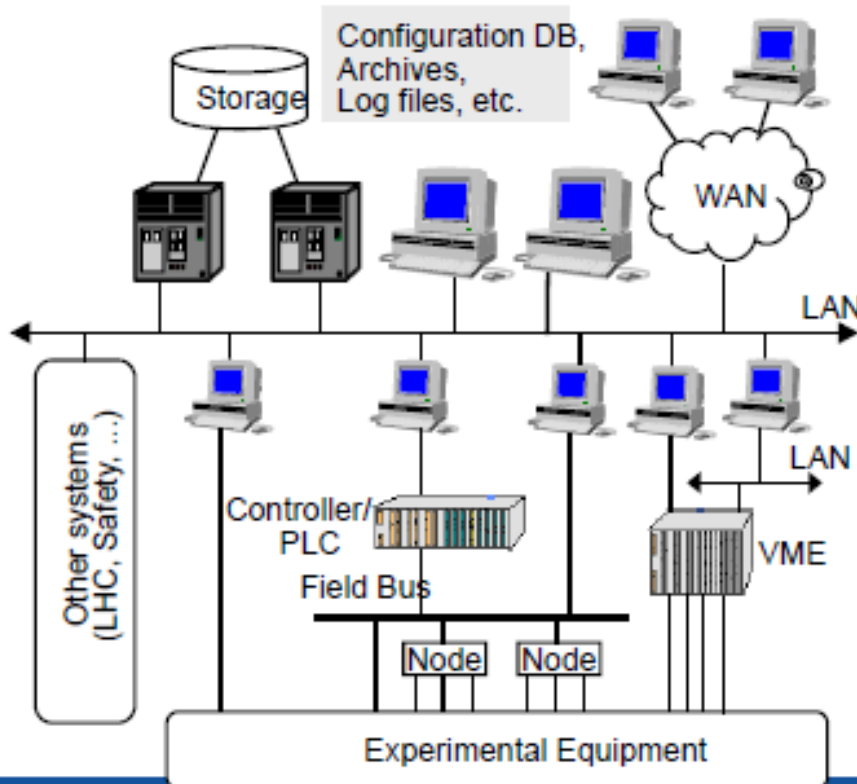 Configuration DB,
Archives,
Log files, etc.
Storage
WAN
LAN
Other systems
(LHC, Safety, ....)
LAN
Controller/
PLC
VME
Field Bus
Node
Node
Experimental Equipment